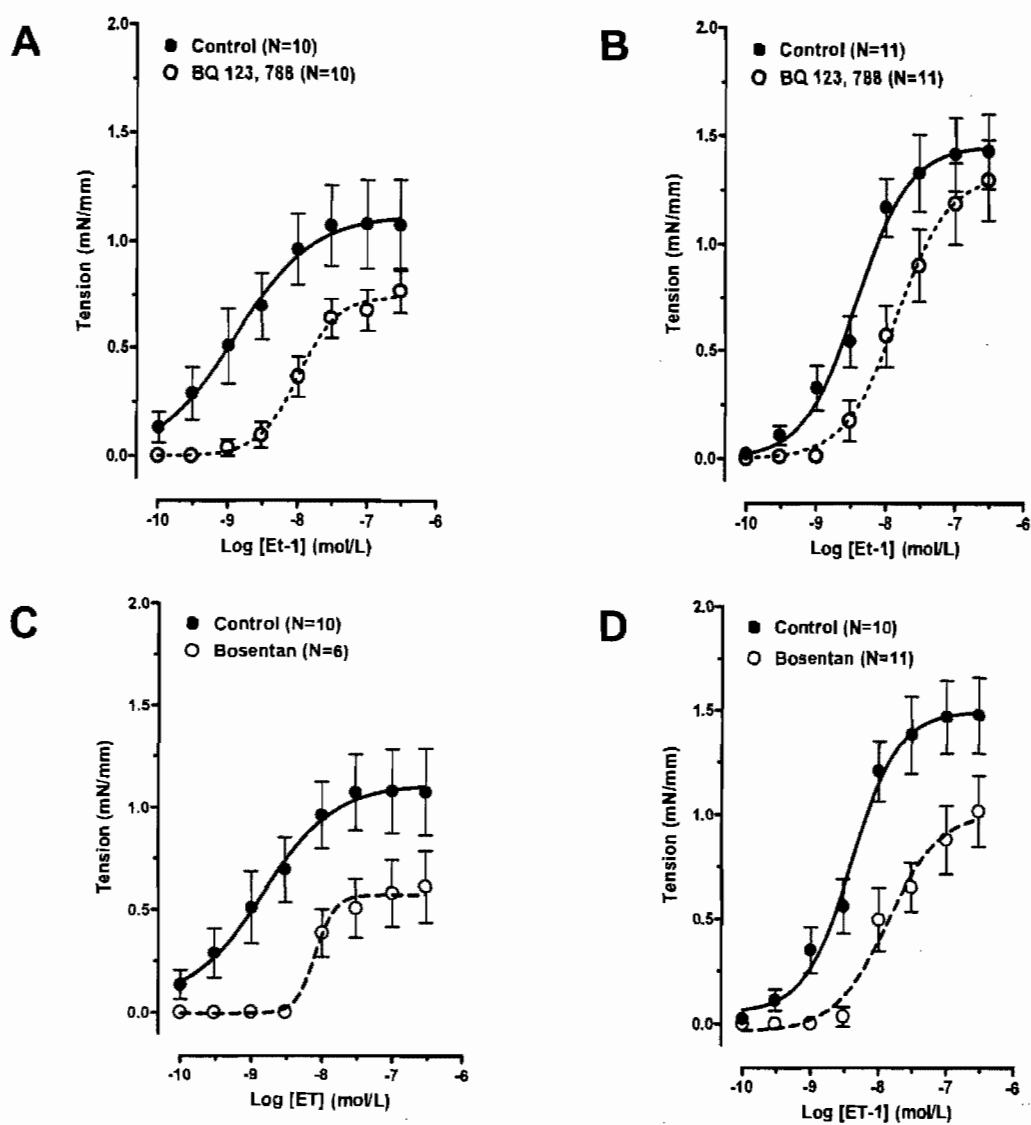 A
Control (N=10)
BQ 123, 788 (N=10)
2.0
1.5
1.0
0.5
0.0
Tension (mN/mm)
-10 -9 -8 -7 -6
Log [Et-1] (mol/L)
B
Control (N=11)
BQ 123, 788 (N=11)
2.0
1.5
1.0
0.5
0.0
Tension (mN/mm)
-10 -9 -8 -7 -6
Log [Et-1] (mol/L)
C
Control (N=10)
Bosentan (N=6)
2.0
1.5
1.0
0.5
0.0
Tension (mN/mm)
-10 -9 -8 -7 -6
Log [ET] (mol/L)
D
Control (N=10)
Bosentan (N=11)
2.0
1.5
1.0
0.5
0.0
Tension (mN/mm)
-10 -9 -8 -7 -6
Log [ET-1] (mol/L)